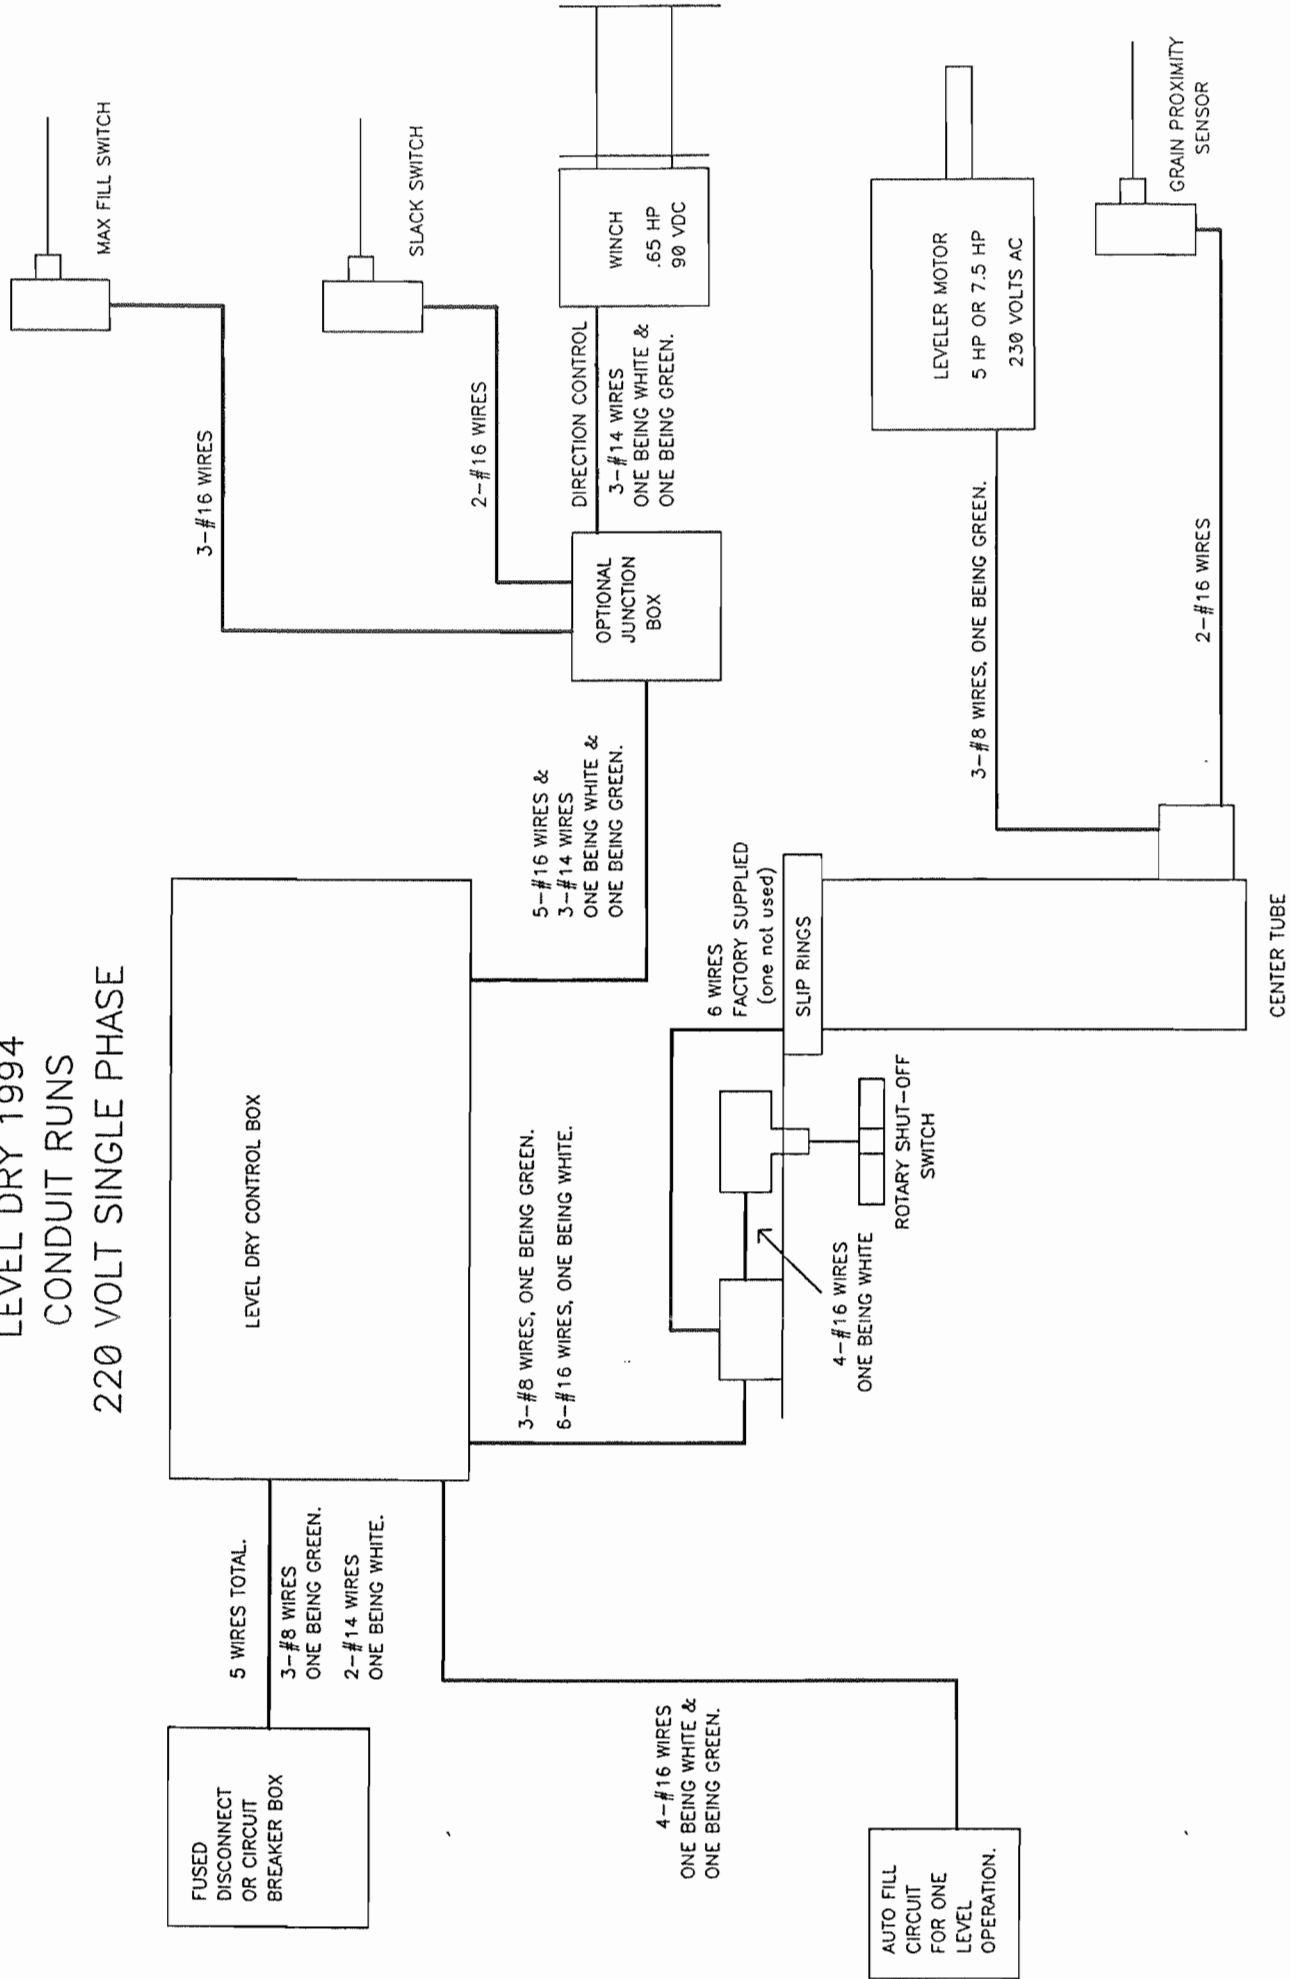 LEVEL DRY 1994
CONDUIT RUNS
220 VOLT SINGLE PHASE
FUSED
DISCONNECT
OR CIRCUIT
BREAKER BOX
5 WIRES TOTAL.
3-#8 WIRES
ONE BEING GREEN.
2-#14 WIRES
ONE BEING WHITE.
LEVEL DRY CONTROL BOX
3-#16 WIRES
MAX FILL SWITCH
2-#16 WIRES
SLACK SWITCH
5-#16 WIRES &
3-#14 WIRES
ONE BEING WHITE &
ONE BEING GREEN.
OPTIONAL
JUNCTION
BOX
DIRECTION CONTROL
3-#14 WIRES
ONE BEING WHITE &
ONE BEING GREEN.
WINCH
.65 HP
90 VDC
3-#8 WIRES, ONE BEING GREEN.
6-#16 WIRES, ONE BEING WHITE.
6 WIRES
FACTORY SUPPLIED
(one not used)
SLIP RINGS
4-#16 WIRES
ONE BEING WHITE
ROTARY SHUT-OFF
SWITCH
4-#16 WIRES
ONE BEING WHITE &
ONE BEING GREEN.
AUTO FILL
CIRCUIT
FOR ONE
LEVEL
OPERATION.
3-#8 WIRES, ONE BEING GREEN.
LEVELER MOTOR
5 HP OR 7.5 HP
230 VOLTS AC
2-#16 WIRES
GRAIN PROXIMITY
SENSOR
CENTER TUBE